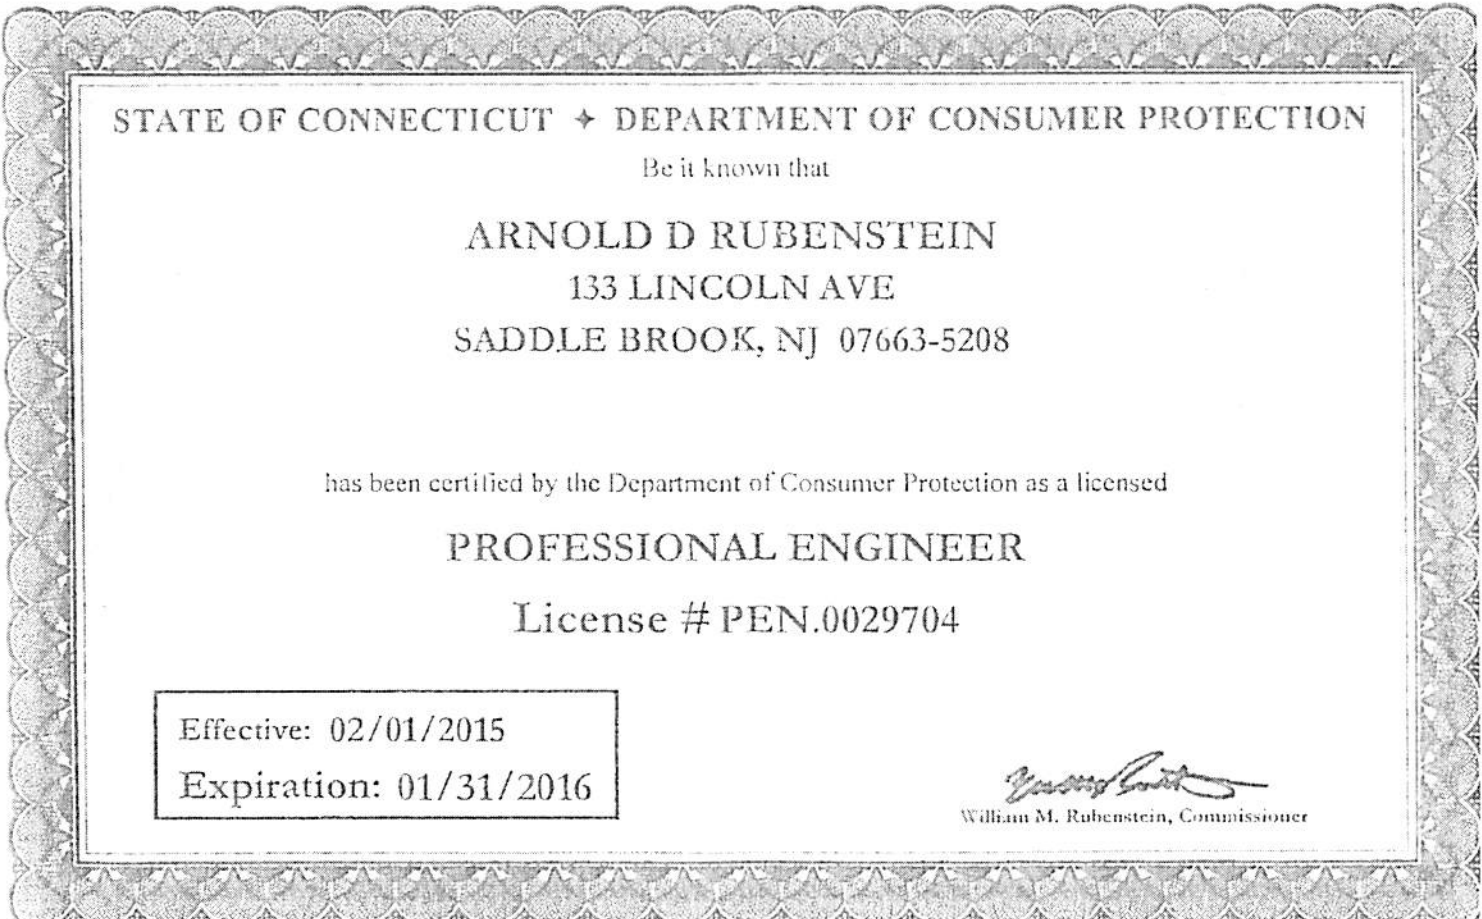 STATE OF CONNECTICUT ✦ DEPARTMENT OF CONSUMER PROTECTION
Be it known that
ARNOLD D RUBENSTEIN
133 LINCOLN AVE
SADDLE BROOK, NJ 07663-5208
has been certified by the Department of Consumer Protection as a licensed
PROFESSIONAL ENGINEER
License # PEN.0029704
Effective: 02/01/2015
Expiration: 01/31/2016
William M. Rubenstein, Commissioner